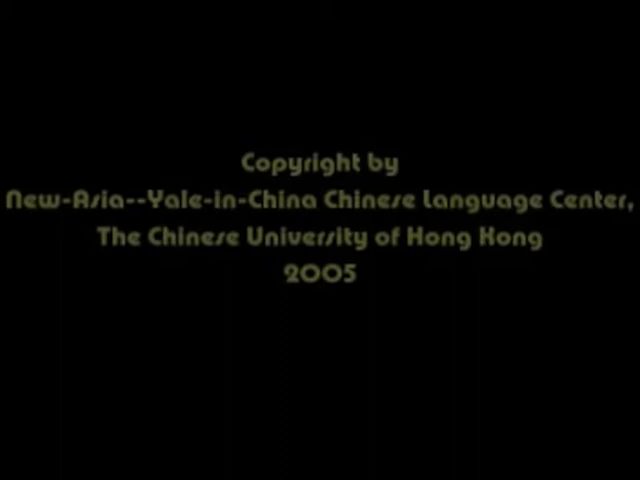 Copyright by
New-Asia--Yale-in-China Chinese Language Center,
The Chinese University of Hong Kong
2005